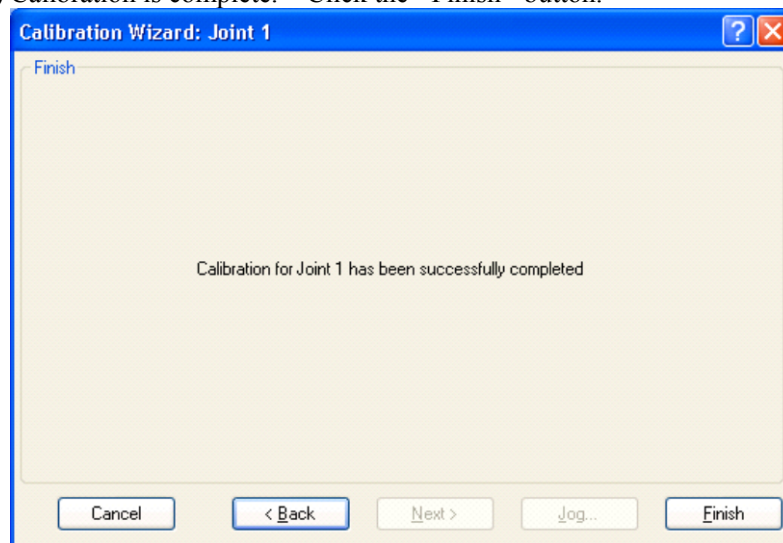 ) Calibration is complete. Click the "Finish" button.
Calibration Wizard: Joint 1
Finish
Calibration for Joint 1 has been successfully completed
Cancel < Back Next > Jog... Finish